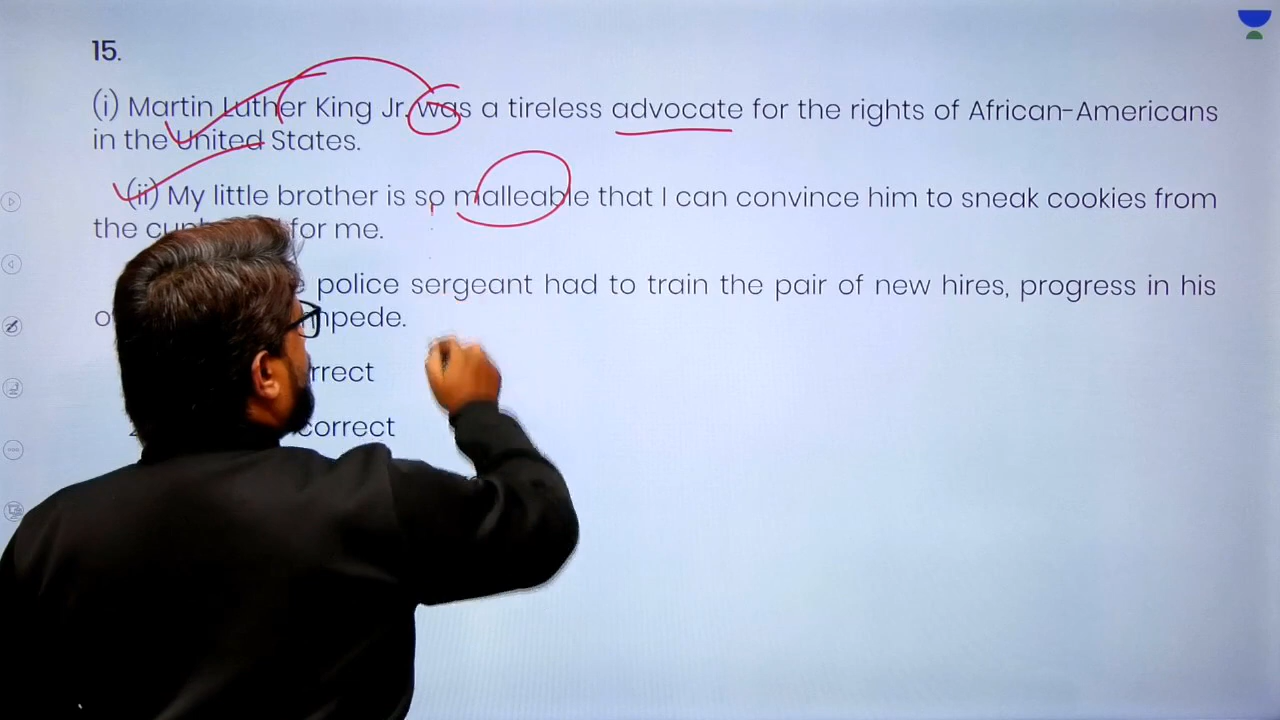 15.
(i) Martin Luther King Jr. was a tireless advocate for the rights of African-Americans
in the United States.
(ii) My little brother is so malleable that I can convince him to sneak cookies from
the for me.
police sergeant had to train the pair of new hires, progress in his